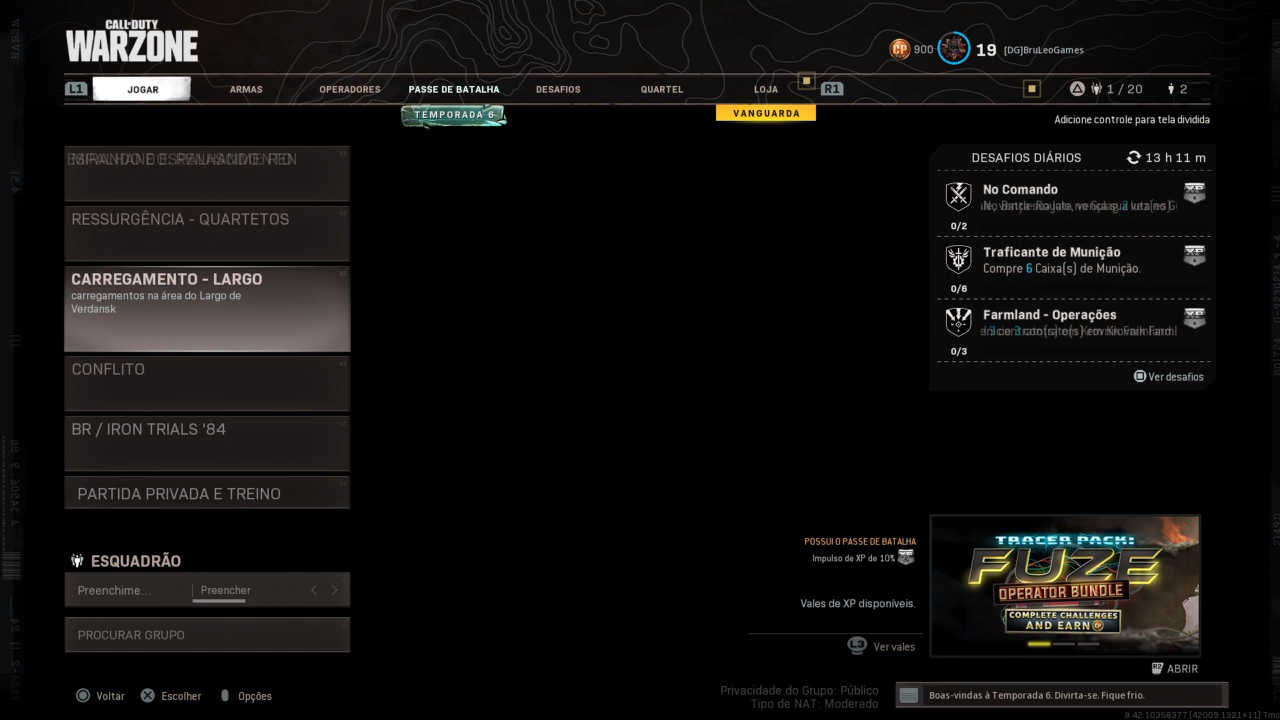 CALL OF DUTY
WARZONE
CP 900
19
[DG]BruLeoGames
L1
JOGAR
ARMAS
OPERADORES
PASSE DE BATALHA
DESAFIOS
QUARTEL
LOJA
R1
1 / 20
2
TEMPORADA 6
VANGUARDA
Adicione controle para tela dividida
RESSURGÊNCIA - QUARTETOS
CARREGAMENTO - LARGO
carregamentos na área do Largo de
Verdansk
CONFLITO
BR / IRON TRIALS '84
PARTIDA PRIVADA E TREINO
ESQUADRÃO
Preenchime...
Preencher
PROCURAR GRUPO
Voltar
Escolher
Opções
DESAFIOS DIÁRIOS
13 h 11 m
No Comando
XP
0/2
Traficante de Munição
XP
Compre 6 Caixa(s) de Munição.
0/6
Farmland - Operações
XP
0/3
Ver desafios
POSSUI O PASSE DE BATALHA
Impulso de XP de 10%
XP
Vales de XP disponíveis.
L3
Ver vales
TRACER PACK:
FUZE
OPERATOR BUNDLE
COMPLETE CHALLENGES
AND EARN CP
ABRIR
Privacidade do Grupo: Público
Tipo de NAT: Moderado
Boas-vindas à Temporada 6. Divirta-se. Fique frio.